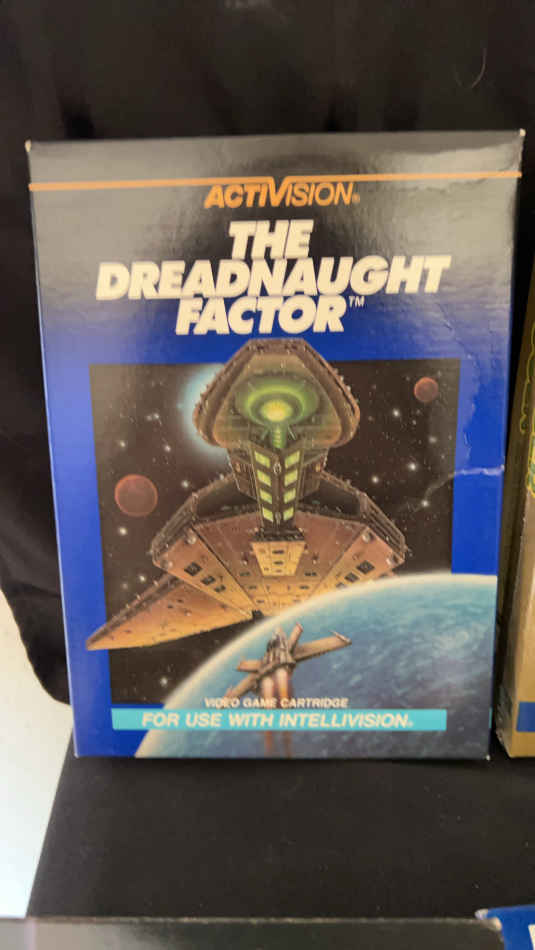 ACTIVISION®
THE
DREADNAUGHT
FACTOR™
VIDEO GAME CARTRIDGE
FOR USE WITH INTELLIVISION®